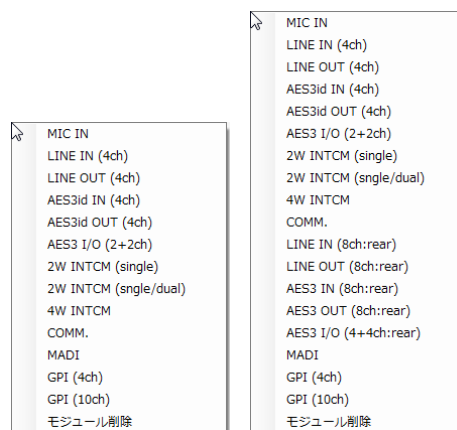 MIC IN
LINE IN (4ch)
LINE OUT (4ch)
AES3id IN (4ch)
AES3id OUT (4ch)
AES3 I/O (2+2ch)
2W INTCM (single)
2W INTCM (sngle/dual)
4W INTCM
COMM.
MADI
GPI (4ch)
GPI (10ch)
モジュール削除
MIC IN
LINE IN (4ch)
LINE OUT (4ch)
AES3id IN (4ch)
AES3id OUT (4ch)
AES3 I/O (2+2ch)
2W INTCM (single)
2W INTCM (sngle/dual)
4W INTCM
COMM.
LINE IN (8ch:rear)
LINE OUT (8ch:rear)
AES3 IN (8ch:rear)
AES3 OUT (8ch:rear)
AES3 I/O (4+4ch:rear)
MADI
GPI (4ch)
GPI (10ch)
モジュール削除